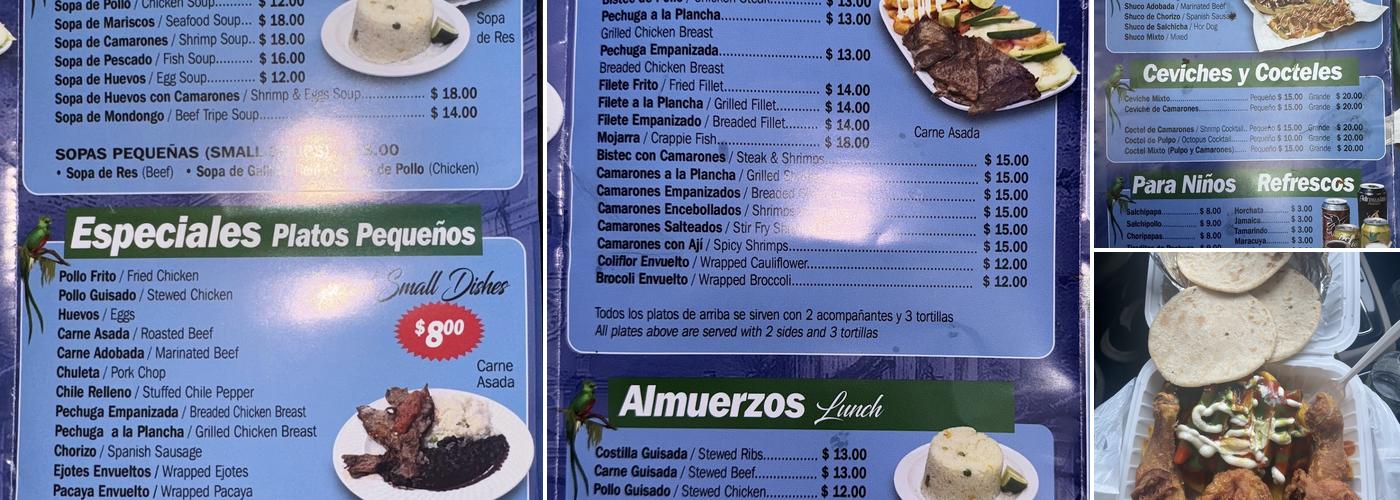 Sopa de Pollo / Chicken Soup... $ 12.00
Sopa de Mariscos / Seafood Soup... $ 18.00
Sopa de Camarones / Shrimp Soup.. $ 18.00
Sopa de Pescado / Fish Soup......... $ 16.00
Sopa de Huevos / Egg Soup........... $ 12.00
Sopa de Huevos con Camarones / Shrimp & Eggs Soup..................... $ 18.00
Sopa de Mondongo / Beef Tripe Soup.......................................... $ 14.00
Sopa
de Res
SOPAS PEQUEÑAS (SMALL
• Sopa de Res (Beef) • Sopa de de Pollo (Chicken)
Especiales Platos Pequeños
Small Dishes
$8.00
Pollo Frito / Fried Chicken
Pollo Guisado / Stewed Chicken
Huevos / Eggs
Carne Asada / Roasted Beef
Carne Adobada / Marinated Beef
Chuleta / Pork Chop
Chile Relleno / Stuffed Chile Pepper
Pechuga Empanizada / Breaded Chicken Breast
Pechuga a la Plancha / Grilled Chicken Breast
Chorizo / Spanish Sausage
Ejotes Envueltos / Wrapped Ejotes
Pacaya Envuelto / Wrapped Pacaya
Carne
Asada
Bistec de Pollo / Chicken Steak........ $ 13.00
Pechuga a la Plancha........................ $ 13.00
Grilled Chicken Breast
Pechuga Empanizada........................ $ 13.00
Breaded Chicken Breast
Filete Frito / Fried Fillet..................... $ 14.00
Filete a la Plancha / Grilled Fillet....... $ 14.00
Filete Empanizado / Breaded Fillet...... $ 14.00
Mojarra / Crappie Fish....................... $ 18.00
Carne Asada
Bistec con Camarones / Steak & Shrimps........................ $ 15.00
Camarones a la Plancha / Grilled $ 15.00
Camarones Empanizados / Breaded $ 15.00
Camarones Encebollados / Shrimps $ 15.00
Camarones Salteados / Stir Fry $ 15.00
Camarones con Ají / Spicy Shrimps........................ $ 15.00
Coliflor Envuelto / Wrapped Cauliflower........................ $ 12.00
Brocoli Envuelto / Wrapped Broccoli........................ $ 12.00
Todos los platos de arriba se sirven con 2 acompañantes y 3 tortillas
All plates above are served with 2 sides and 3 tortillas
Almuerzos Lunch
Costilla Guisada / Stewed Ribs........... $ 13.00
Carne Guisada / Stewed Beef............. $ 13.00
Pollo Guisado / Stewed Chicken......... $ 12.00
Shuco Adobada / Marinated Beef
Shuco de Chorizo / Spanish Sausage
Shuco de Salchicha / Hor Dog
Shuco Mixto / Mixed
Ceviches y Cocteles
Ceviche Mixto........................ Pequeño $ 15.00 Grande $ 20.00
Ceviche de Camarones............ Pequeño $ 15.00 Grande $ 20.00
Coctel de Camarones / Shrimp Cocktail.. Pequeño $ 15.00 Grande $ 20.00
Coctel de Pulpo / Octopus Cocktail........ Pequeño $ 10.00 Grande $ 20.00
Coctel Mixto (Pulpo y Camarones)...... Pequeño $ 15.00 Grande $ 20.00
Para Niños Refrescos
Salchipapa ............... $ 8.00
Salchipollo ............... $ 9.00
Choripapas ............... $ 8.00
Horchata .................. $ 3.00
Jamaica .................... $ 3.00
Tamarindo ................ $ 3.00
Maracuya .................. $ 3.00